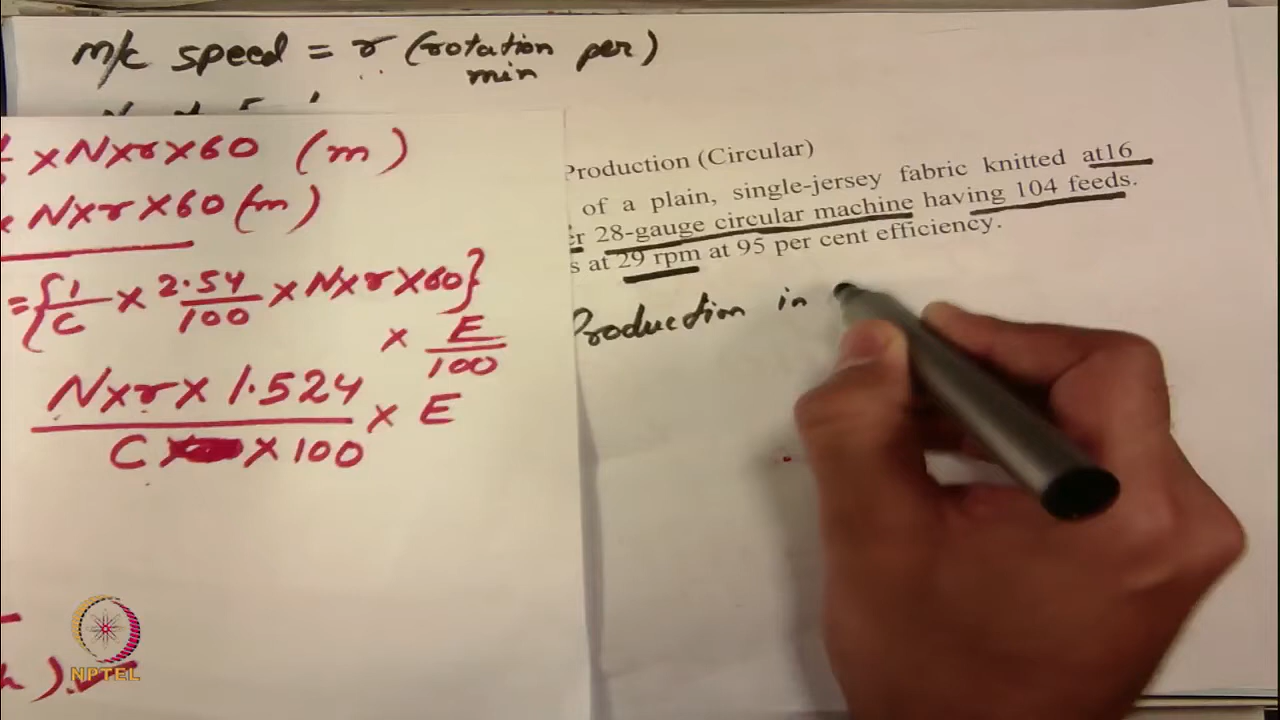 m/c speed = r (rotation per)
min
× N×r×60 (m)
× N×r×60 (m)
= { 1/C × 2.54/100 × N×r×60 }
× E/100
N×r× 1.524 / C × 100 × E
Production (Circular)
of a plain, single-jersey fabric knitted at16
28-gauge circular machine having 104 feeds.
s at 29 rpm at 95 per cent efficiency.
Production in
NPTEL